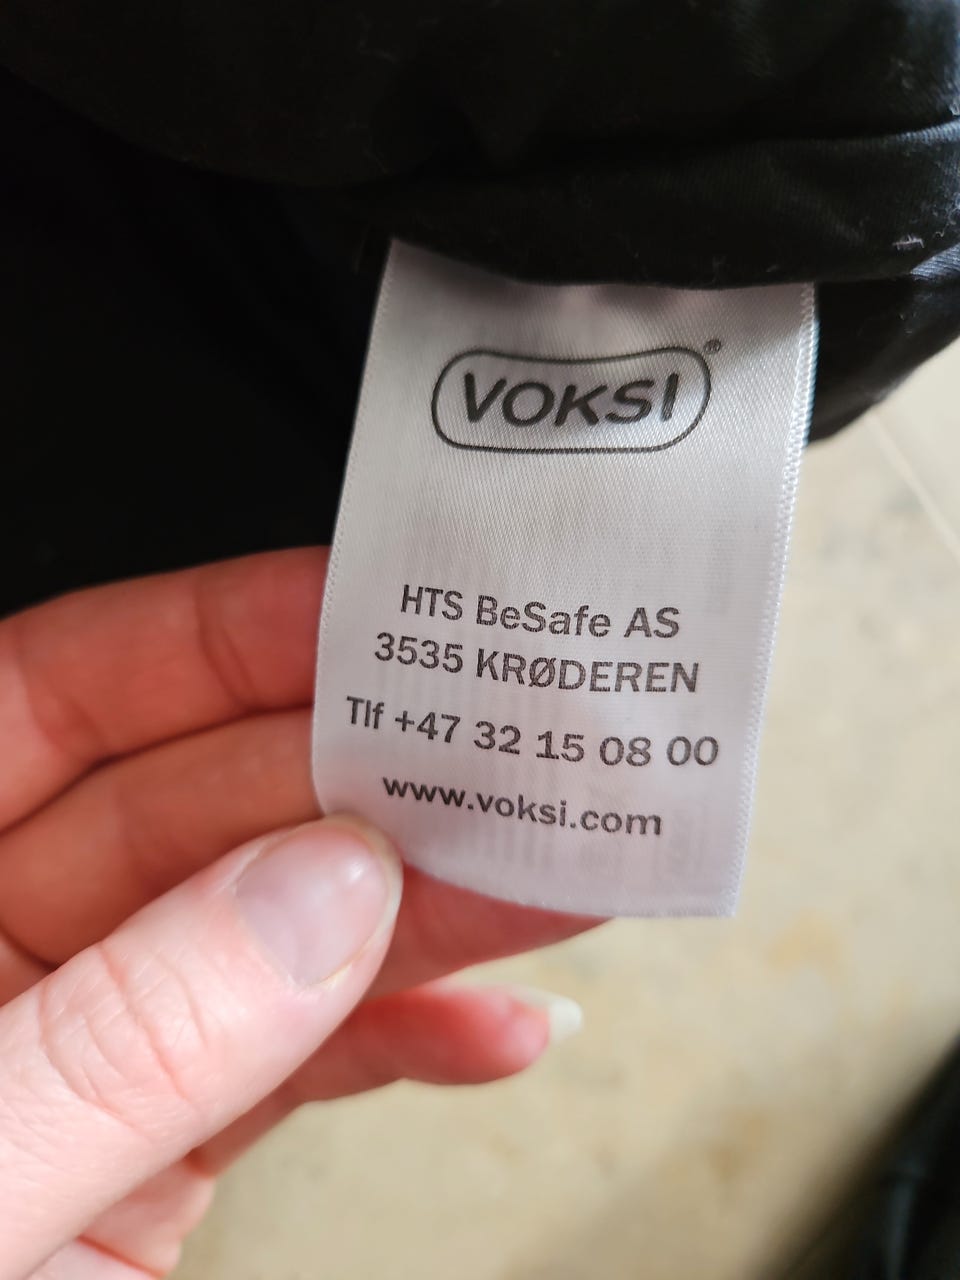 VOKSI®
HTS BeSafe AS
3535 KRØDEREN
Tlf +47 32 15 08 00
www.voksi.com